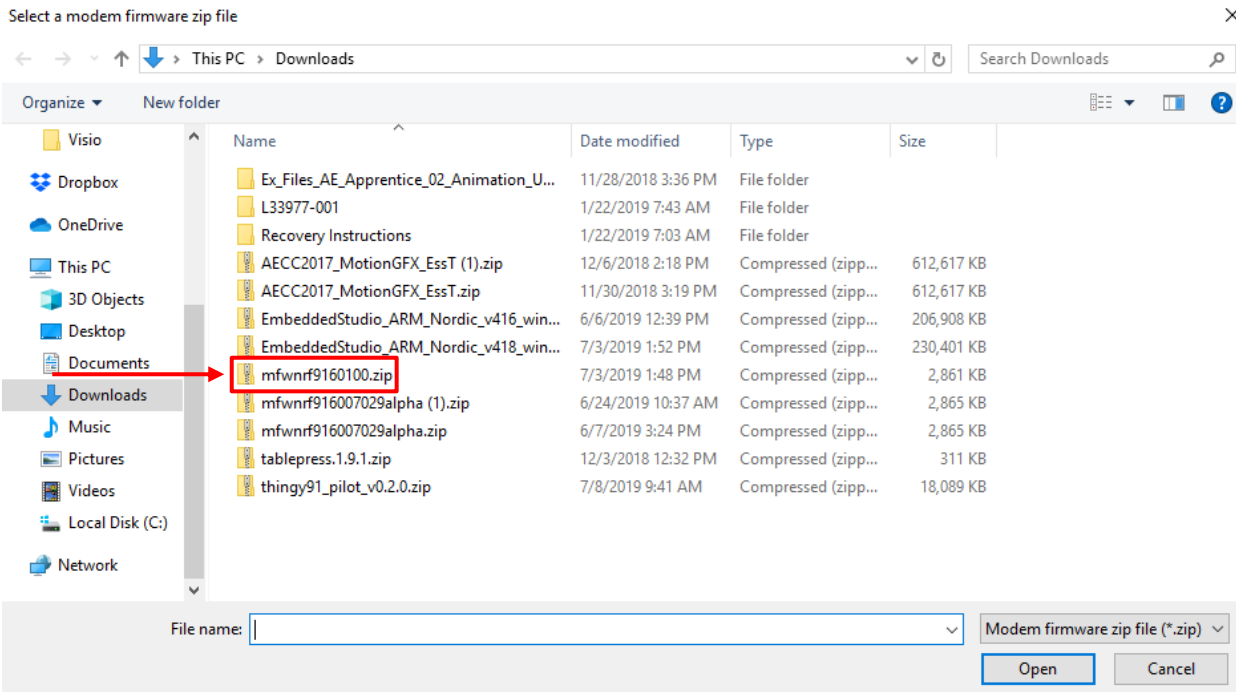 Select a modem firmware zip file
This PC > Downloads
Search Downloads
Organize
New folder
Visio
Dropbox
OneDrive
This PC
3D Objects
Desktop
Documents
Downloads
Music
Pictures
Videos
Local Disk (C:)
Network
Name Date modified Type Size
Ex_Files_AE_Apprentice_02_Animation_U... 11/28/2018 3:36 PM File folder
L33977-001 1/22/2019 7:43 AM File folder
Recovery Instructions 1/22/2019 7:03 AM File folder
AECC2017_MotionGFX_EssT (1).zip 12/6/2018 2:18 PM Compressed (zipp... 612,617 KB
AECC2017_MotionGFX_EssT.zip 11/30/2018 3:19 PM Compressed (zipp... 612,617 KB
EmbeddedStudio_ARM_Nordic_v416_win... 6/6/2019 12:39 PM Compressed (zipp... 206,908 KB
EmbeddedStudio_ARM_Nordic_v418_win... 7/3/2019 1:52 PM Compressed (zipp... 230,401 KB
mfwnrf9160100.zip 7/3/2019 1:48 PM Compressed (zipp... 2,861 KB
mfwnrf916007029alpha (1).zip 6/24/2019 10:37 AM Compressed (zipp... 2,865 KB
mfwnrf916007029alpha.zip 6/7/2019 3:24 PM Compressed (zipp... 2,865 KB
tablepress.1.9.1.zip 12/3/2018 12:32 PM Compressed (zipp... 311 KB
thingy91_pilot_v0.2.0.zip 7/8/2019 9:41 AM Compressed (zipp... 18,089 KB
File name:
Modem firmware zip file (*.zip)
Open
Cancel